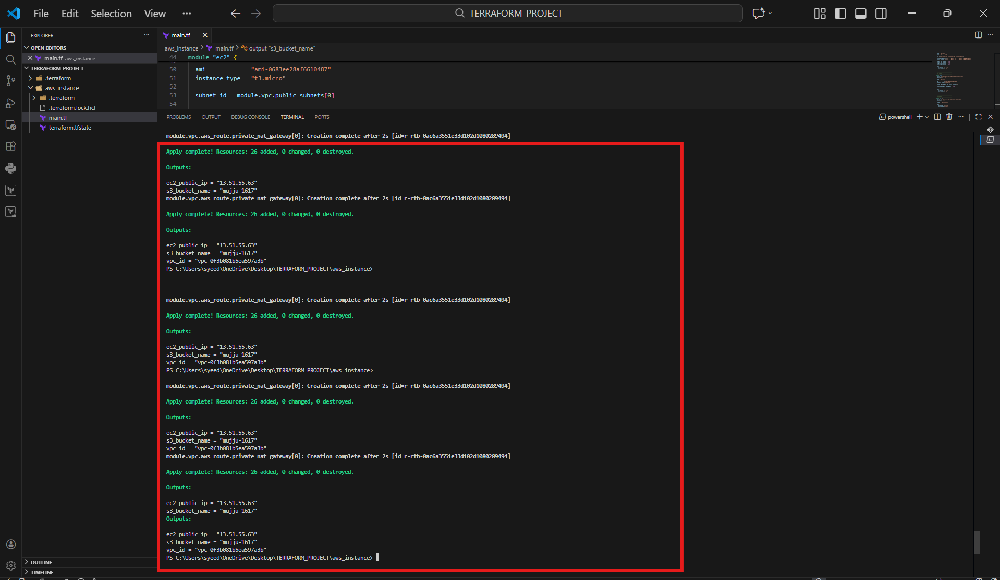 File Edit Selection View ···
TERRAFORM_PROJECT
EXPLORER ···
OPEN EDITORS
main.tf aws_instance
TERRAFORM_PROJECT
.terraform
aws_instance
.terraform
.terraform.lock.hcl
main.tf
terraform.tfstate
OUTLINE
TIMELINE
main.tf
aws_instance > main.tf > output "s3_bucket_name"
44 module "ec2" {
50 ami = "ami-0683ee28af6610487"
51 instance_type = "t3.micro"
52
53 subnet_id = module.vpc.public_subnets[0]
54
PROBLEMS OUTPUT DEBUG CONSOLE TERMINAL PORTS
powershell
module.vpc.aws_route.private_nat_gateway[0]: Creation complete after 2s [id=r-rtb-0ac6a3551e33d102d1080289494]
Apply complete! Resources: 26 added, 0 changed, 0 destroyed.
Outputs:
ec2_public_ip = "13.51.55.63"
s3_bucket_name = "mujju-1617"
module.vpc.aws_route.private_nat_gateway[0]: Creation complete after 2s [id=r-rtb-0ac6a3551e33d102d1080289494]
Apply complete! Resources: 26 added, 0 changed, 0 destroyed.
Outputs:
ec2_public_ip = "13.51.55.63"
s3_bucket_name = "mujju-1617"
vpc_id = "vpc-0f3b081b5ea597a3b"
PS C:\Users\syeed\OneDrive\Desktop\TERRAFORM_PROJECT\aws_instance>
module.vpc.aws_route.private_nat_gateway[0]: Creation complete after 2s [id=r-rtb-0ac6a3551e33d102d1080289494]
Apply complete! Resources: 26 added, 0 changed, 0 destroyed.
Outputs:
ec2_public_ip = "13.51.55.63"
s3_bucket_name = "mujju-1617"
vpc_id = "vpc-0f3b081b5ea597a3b"
PS C:\Users\syeed\OneDrive\Desktop\TERRAFORM_PROJECT\aws_instance>
module.vpc.aws_route.private_nat_gateway[0]: Creation complete after 2s [id=r-rtb-0ac6a3551e33d102d1080289494]
Apply complete! Resources: 26 added, 0 changed, 0 destroyed.
Outputs:
ec2_public_ip = "13.51.55.63"
s3_bucket_name = "mujju-1617"
vpc_id = "vpc-0f3b081b5ea597a3b"
module.vpc.aws_route.private_nat_gateway[0]: Creation complete after 2s [id=r-rtb-0ac6a3551e33d102d1080289494]
Apply complete! Resources: 26 added, 0 changed, 0 destroyed.
Outputs:
ec2_public_ip = "13.51.55.63"
s3_bucket_name = "mujju-1617"
Outputs:
ec2_public_ip = "13.51.55.63"
s3_bucket_name = "mujju-1617"
vpc_id = "vpc-0f3b081b5ea597a3b"
PS C:\Users\syeed\OneDrive\Desktop\TERRAFORM_PROJECT\aws_instance>